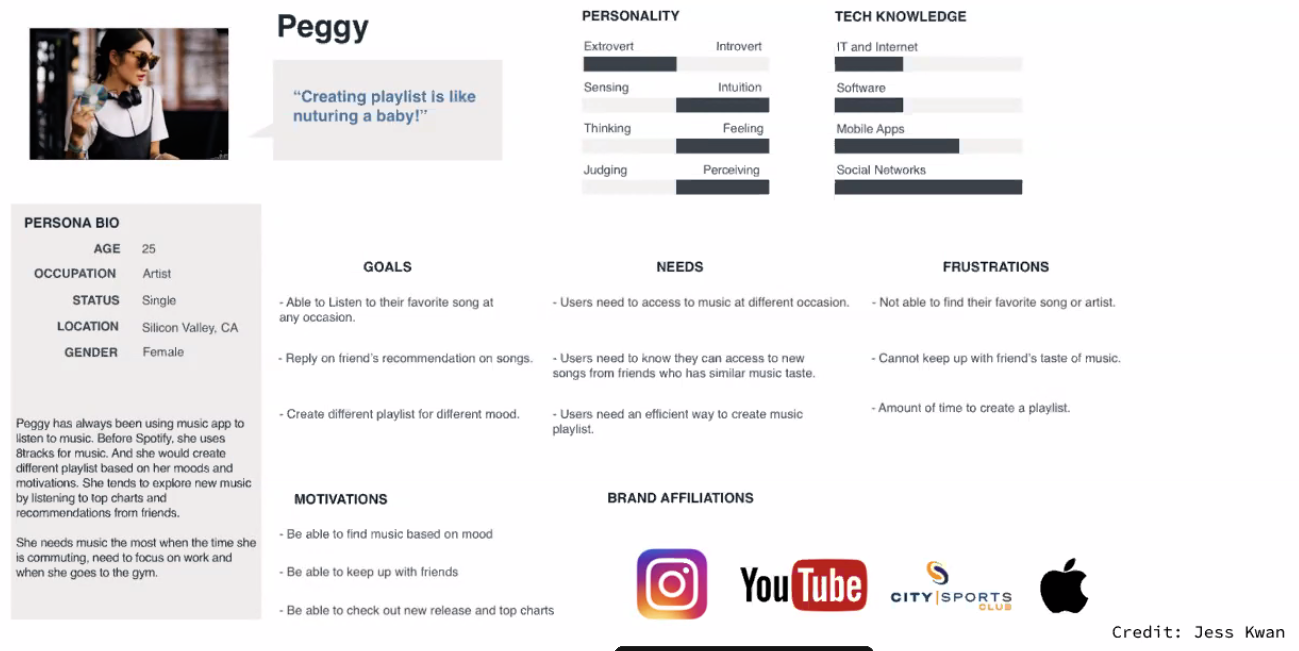 Peggy
“Creating playlist is like
nuturing a baby!”
PERSONALITY
Extrovert Introvert
Sensing Intuition
Thinking Feeling
Judging Perceiving
TECH KNOWLEDGE
IT and Internet
Software
Mobile Apps
Social Networks
PERSONA BIO
AGE 25
OCCUPATION Artist
STATUS Single
LOCATION Silicon Valley, CA
GENDER Female
Peggy has always been using music app to
listen to music. Before Spotify, she uses
8tracks for music. And she would create
different playlist based on her moods and
motivations. She tends to explore new music
by listening to top charts and
recommendations from friends.
She needs music the most when the time she
is commuting, need to focus on work and
when she goes to the gym.
GOALS
- Able to Listen to their favorite song at
any occasion.
- Reply on friend’s recommendation on songs.
- Create different playlist for different mood.
NEEDS
- Users need to access to music at different occasion.
- Users need to know they can access to new
songs from friends who has similar music taste.
- Users need an efficient way to create music
playlist.
FRUSTRATIONS
- Not able to find their favorite song or artist.
- Cannot keep up with friend’s taste of music.
- Amount of time to create a playlist.
MOTIVATIONS
- Be able to find music based on mood
- Be able to keep up with friends
- Be able to check out new release and top charts
BRAND AFFILIATIONS
YouTube
CITY|SPORTS
CLUB
Credit: Jess Kwan